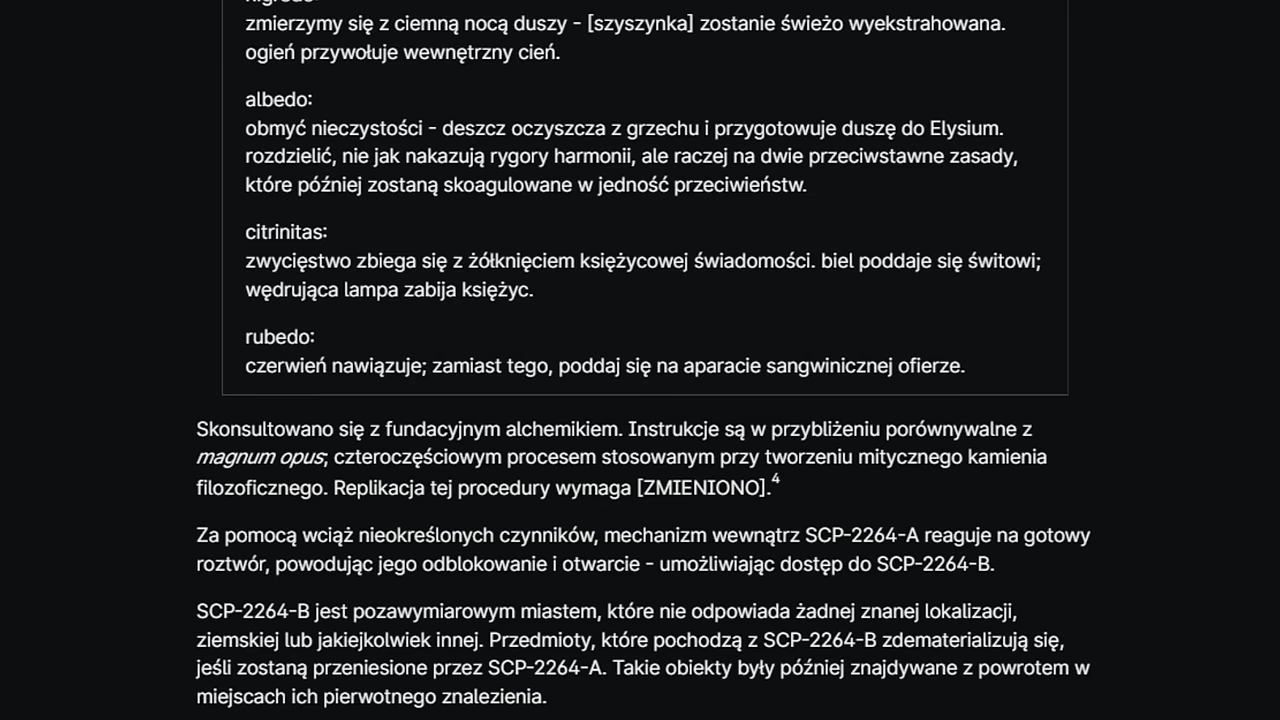 zmierzymy się z ciemną nocą duszy - [szyszynka] zostanie świeżo wyekstrahowana.
ogień przywołuje wewnętrzny cień.
albedo:
obmyć nieczystości - deszcz oczyszcza z grzechu i przygotowuje duszę do Elysium.
rozdzielić, nie jak nakazują rygory harmonii, ale raczej na dwie przeciwstawne zasady,
które później zostaną skoagulowane w jedność przeciwieństw.
citrinitas:
zwycięstwo zbiega się z żółknięciem księżycowej świadomości. biel poddaje się świtowi;
wędrująca lampa zabija księżyc.
rubedo:
czerwień nawiązuje; zamiast tego, poddaj się na aparacie sangwinicznej ofierze.
Skonsultowano się z fundacyjnym alchemikiem. Instrukcje są w przybliżeniu porównywalne z
magnum opus; czteroczęściowym procesem stosowanym przy tworzeniu mitycznego kamienia
filozoficznego. Replikacja tej procedury wymaga [ZMIENIONO].⁴
Za pomocą wciąż nieokreślonych czynników, mechanizm wewnątrz SCP-2264-A reaguje na gotowy
roztwór, powodując jego odblokowanie i otwarcie - umożliwiając dostęp do SCP-2264-B.
SCP-2264-B jest pozawymiarowym miastem, które nie odpowiada żadnej znanej lokalizacji,
ziemskiej lub jakiejkolwiek innej. Przedmioty, które pochodzą z SCP-2264-B zdematerializują się,
jeśli zostaną przeniesione przez SCP-2264-A. Takie obiekty były później znajdywane z powrotem w
miejscach ich pierwotnego znalezienia.